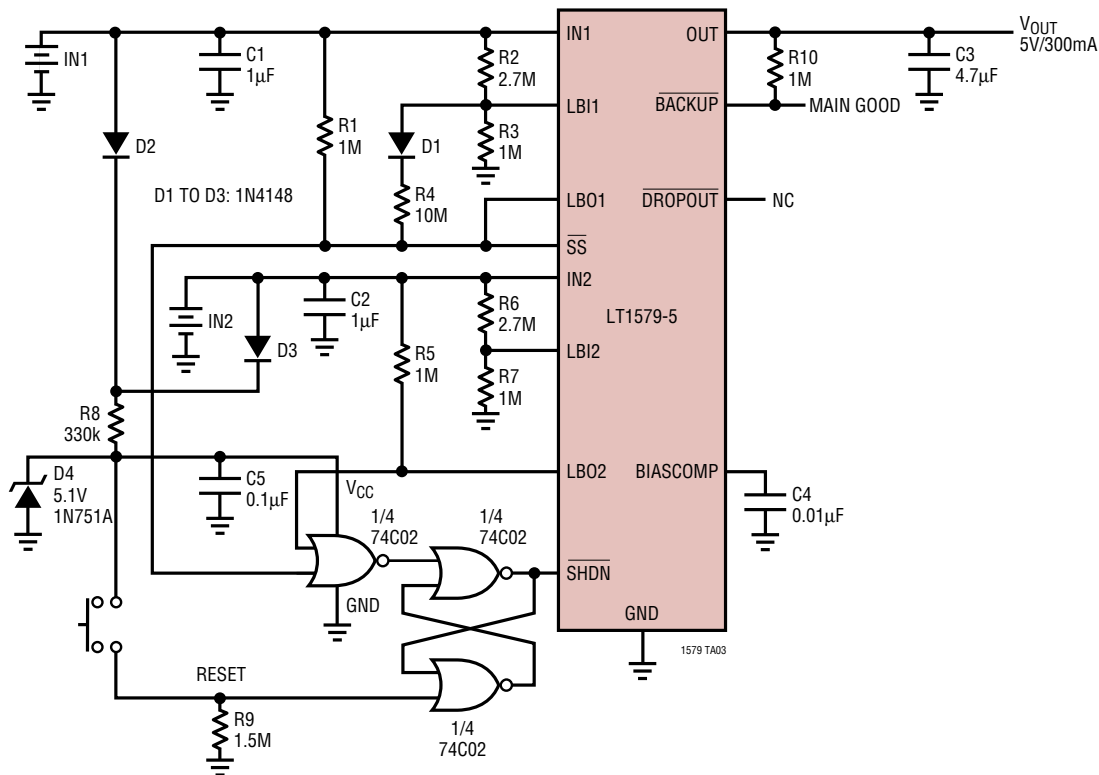 IN1
C1
1µF
R1
1M
R2
2.7M
R3
1M
D1
R4
10M
D2
D1 TO D3: 1N4148
IN1
LBI1
LBO1
SS
IN2
LBI2
LBO2
SHDN
OUT
BACKUP
DROPOUT
BIASCOMP
GND
LT1579-5
VOUT
5V/300mA
R10
1M
C3
4.7µF
MAIN GOOD
NC
C4
0.01µF
IN2
D3
C2
1µF
R5
1M
R6
2.7M
R7
1M
R8
330k
D4
5.1V
1N751A
C5
0.1µF
VCC
1/4
74C02
GND
1/4
74C02
1/4
74C02
RESET
R9
1.5M
1579 TA03